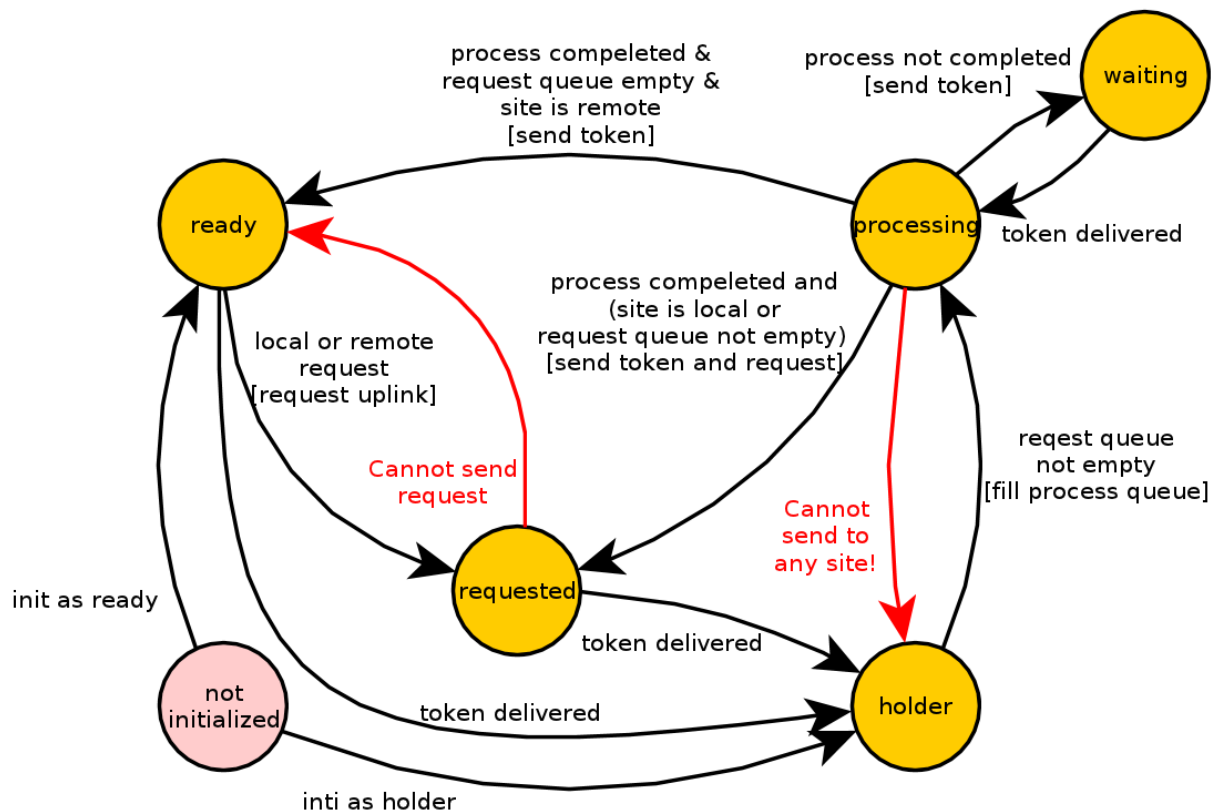 process compeleted &
request queue empty &
site is remote
[send token]
process not completed
[send token]
waiting
ready
processing
token delivered
process compeleted and
(site is local or
request queue not empty)
[send token and request]
local or remote
request
[request uplink]
Cannot send
request
reqest queue
not empty
[fill process queue]
Cannot
send to
any site!
requested
init as ready
token delivered
not
initialized
token delivered
holder
inti as holder